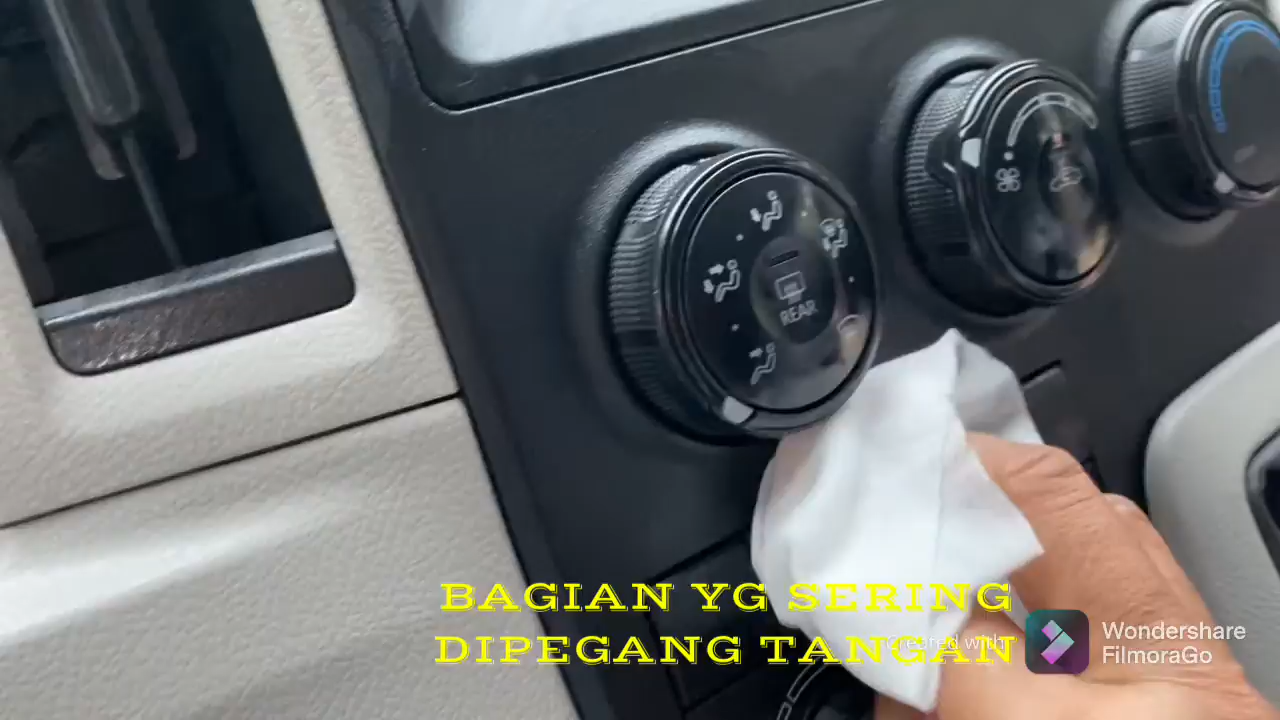 REAR
BAGIAN YG SERING
DIPEGANG TANGAN
Created with
Wondershare
FilmoraGo